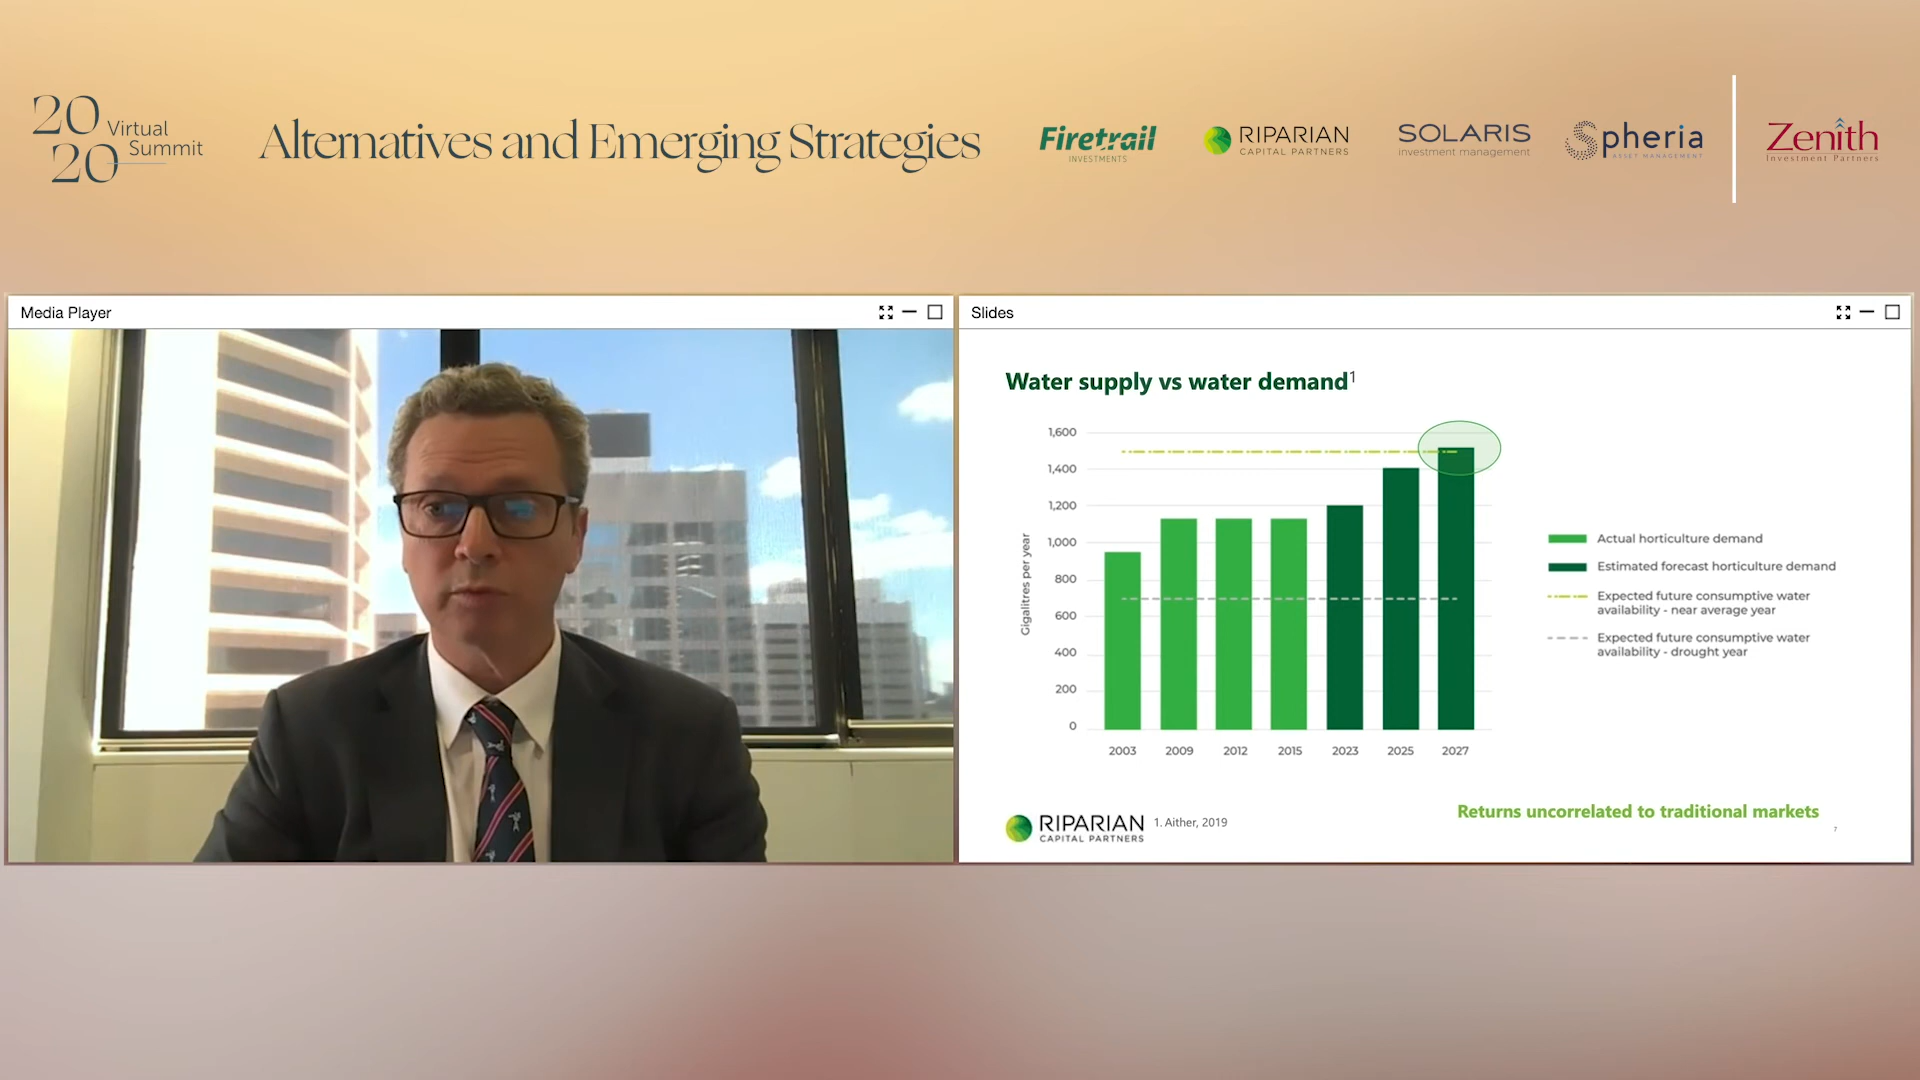 20
20
Virtual
Summit
Alternatives and Emerging Strategies
Firetrail
INVESTMENTS
RIPARIAN
CAPITAL PARTNERS
SOLARIS
investment management
Spheria
ASSET MANAGEMENT
Zenith
Investment Partners
Media Player
Slides
Water supply vs water demand¹
Gigalitres per year
1,600
1,400
1,200
1,000
800
600
400
200
0
2003 2009 2012 2015 2023 2025 2027
Actual horticulture demand
Estimated forecast horticulture demand
Expected future consumptive water
availability - near average year
Expected future consumptive water
availability - drought year
Returns uncorrelated to traditional markets
RIPARIAN
CAPITAL PARTNERS
1. Aither, 2019
7